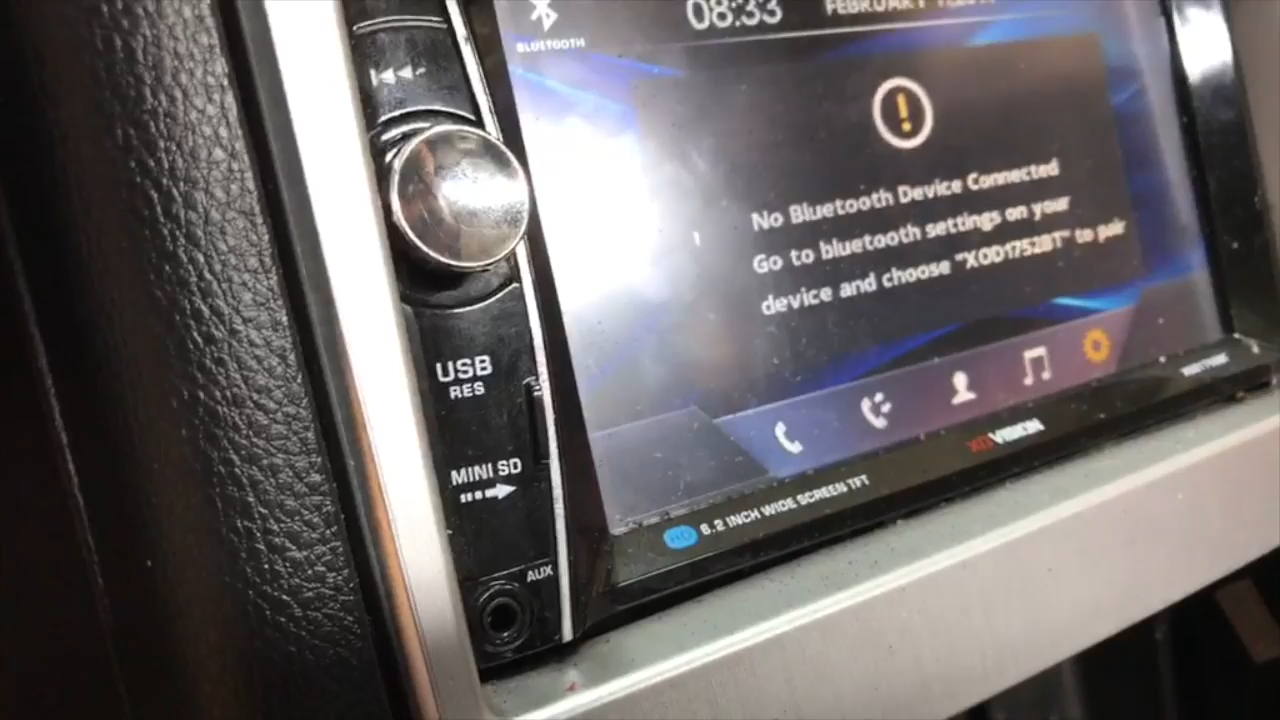 08:33
FEBRUARY
BLUETOOTH
No Bluetooth Device Connected
Go to bluetooth settings on your
device and choose "XOD1752BT" to pair
USB
RES
MINI SD
AUX
XOVISION
HD 6.2 INCH WIDE SCREEN TFT